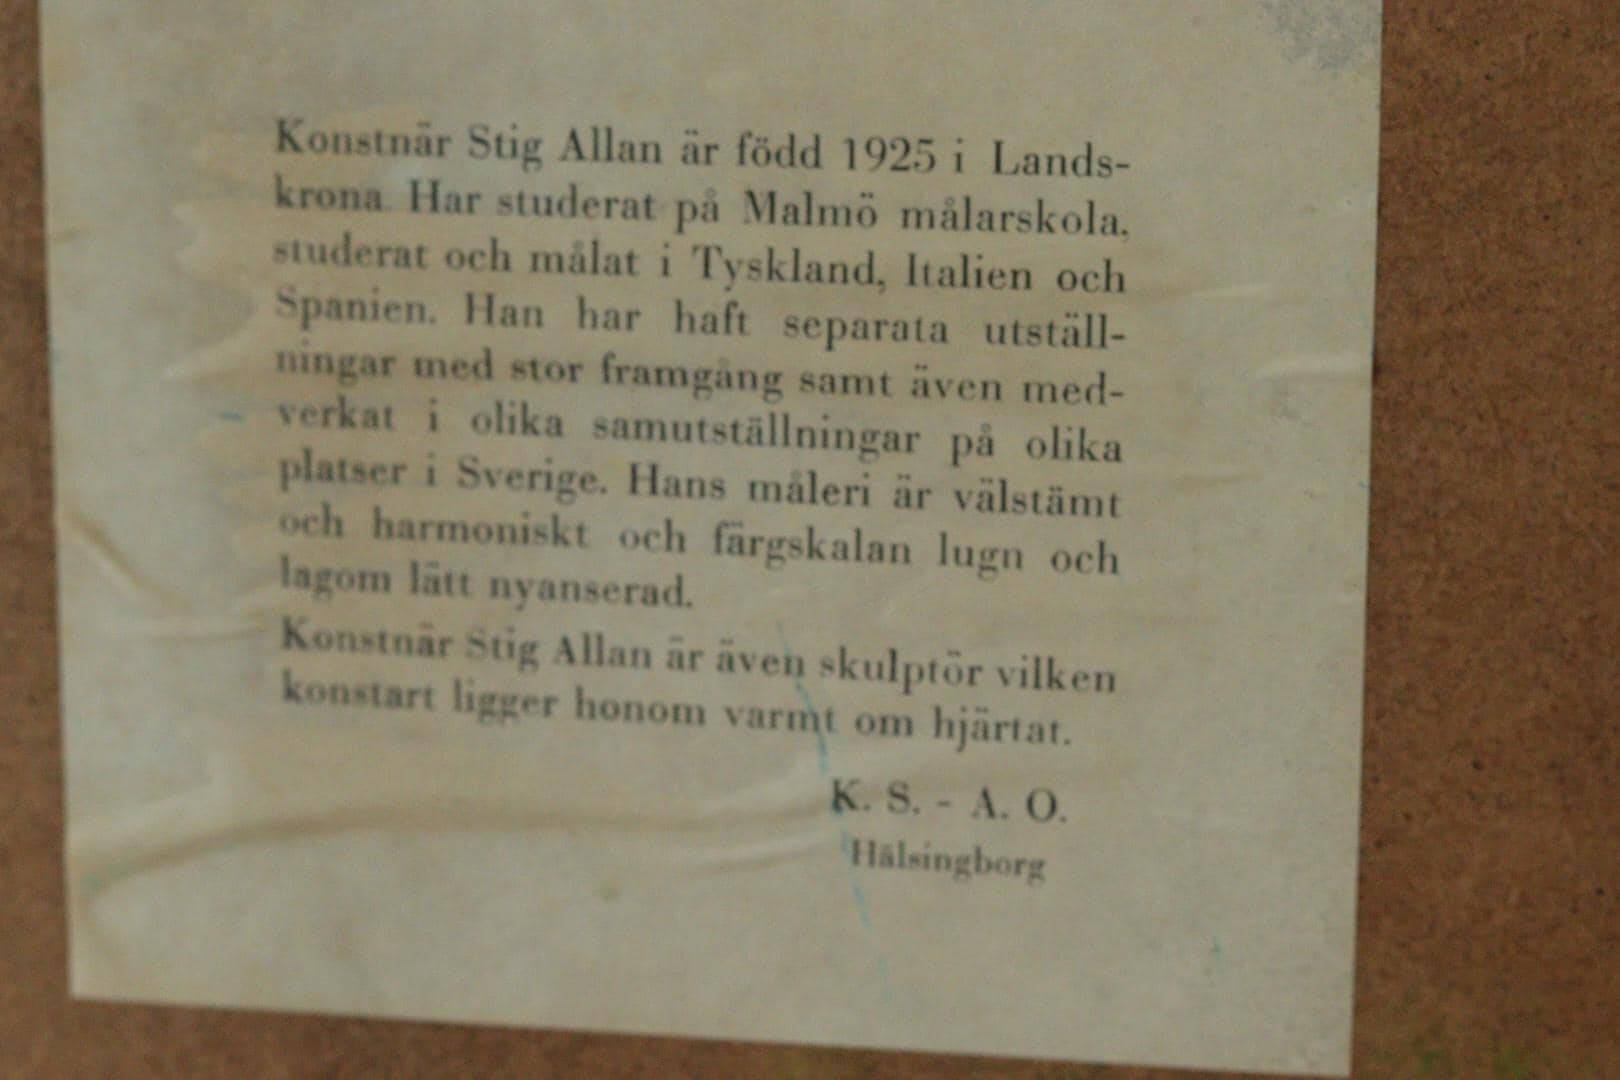 Konstnär Stig Allan är född 1925 i Lands-
krona. Har studerat på Malmö målarskola,
studerat och målat i Tyskland, Italien och
Spanien. Han har haft separata utställ-
ningar med stor framgång samt även med-
verkat i olika samutställningar på olika
platser i Sverige. Hans måleri är välstämt
och harmoniskt och färgskalan lugn och
lagom lätt nyanserad.
Konstnär Stig Allan är även skulptör vilken
konstart ligger honom varmt om hjärtat.
K. S. - A. O.
Hälsingborg